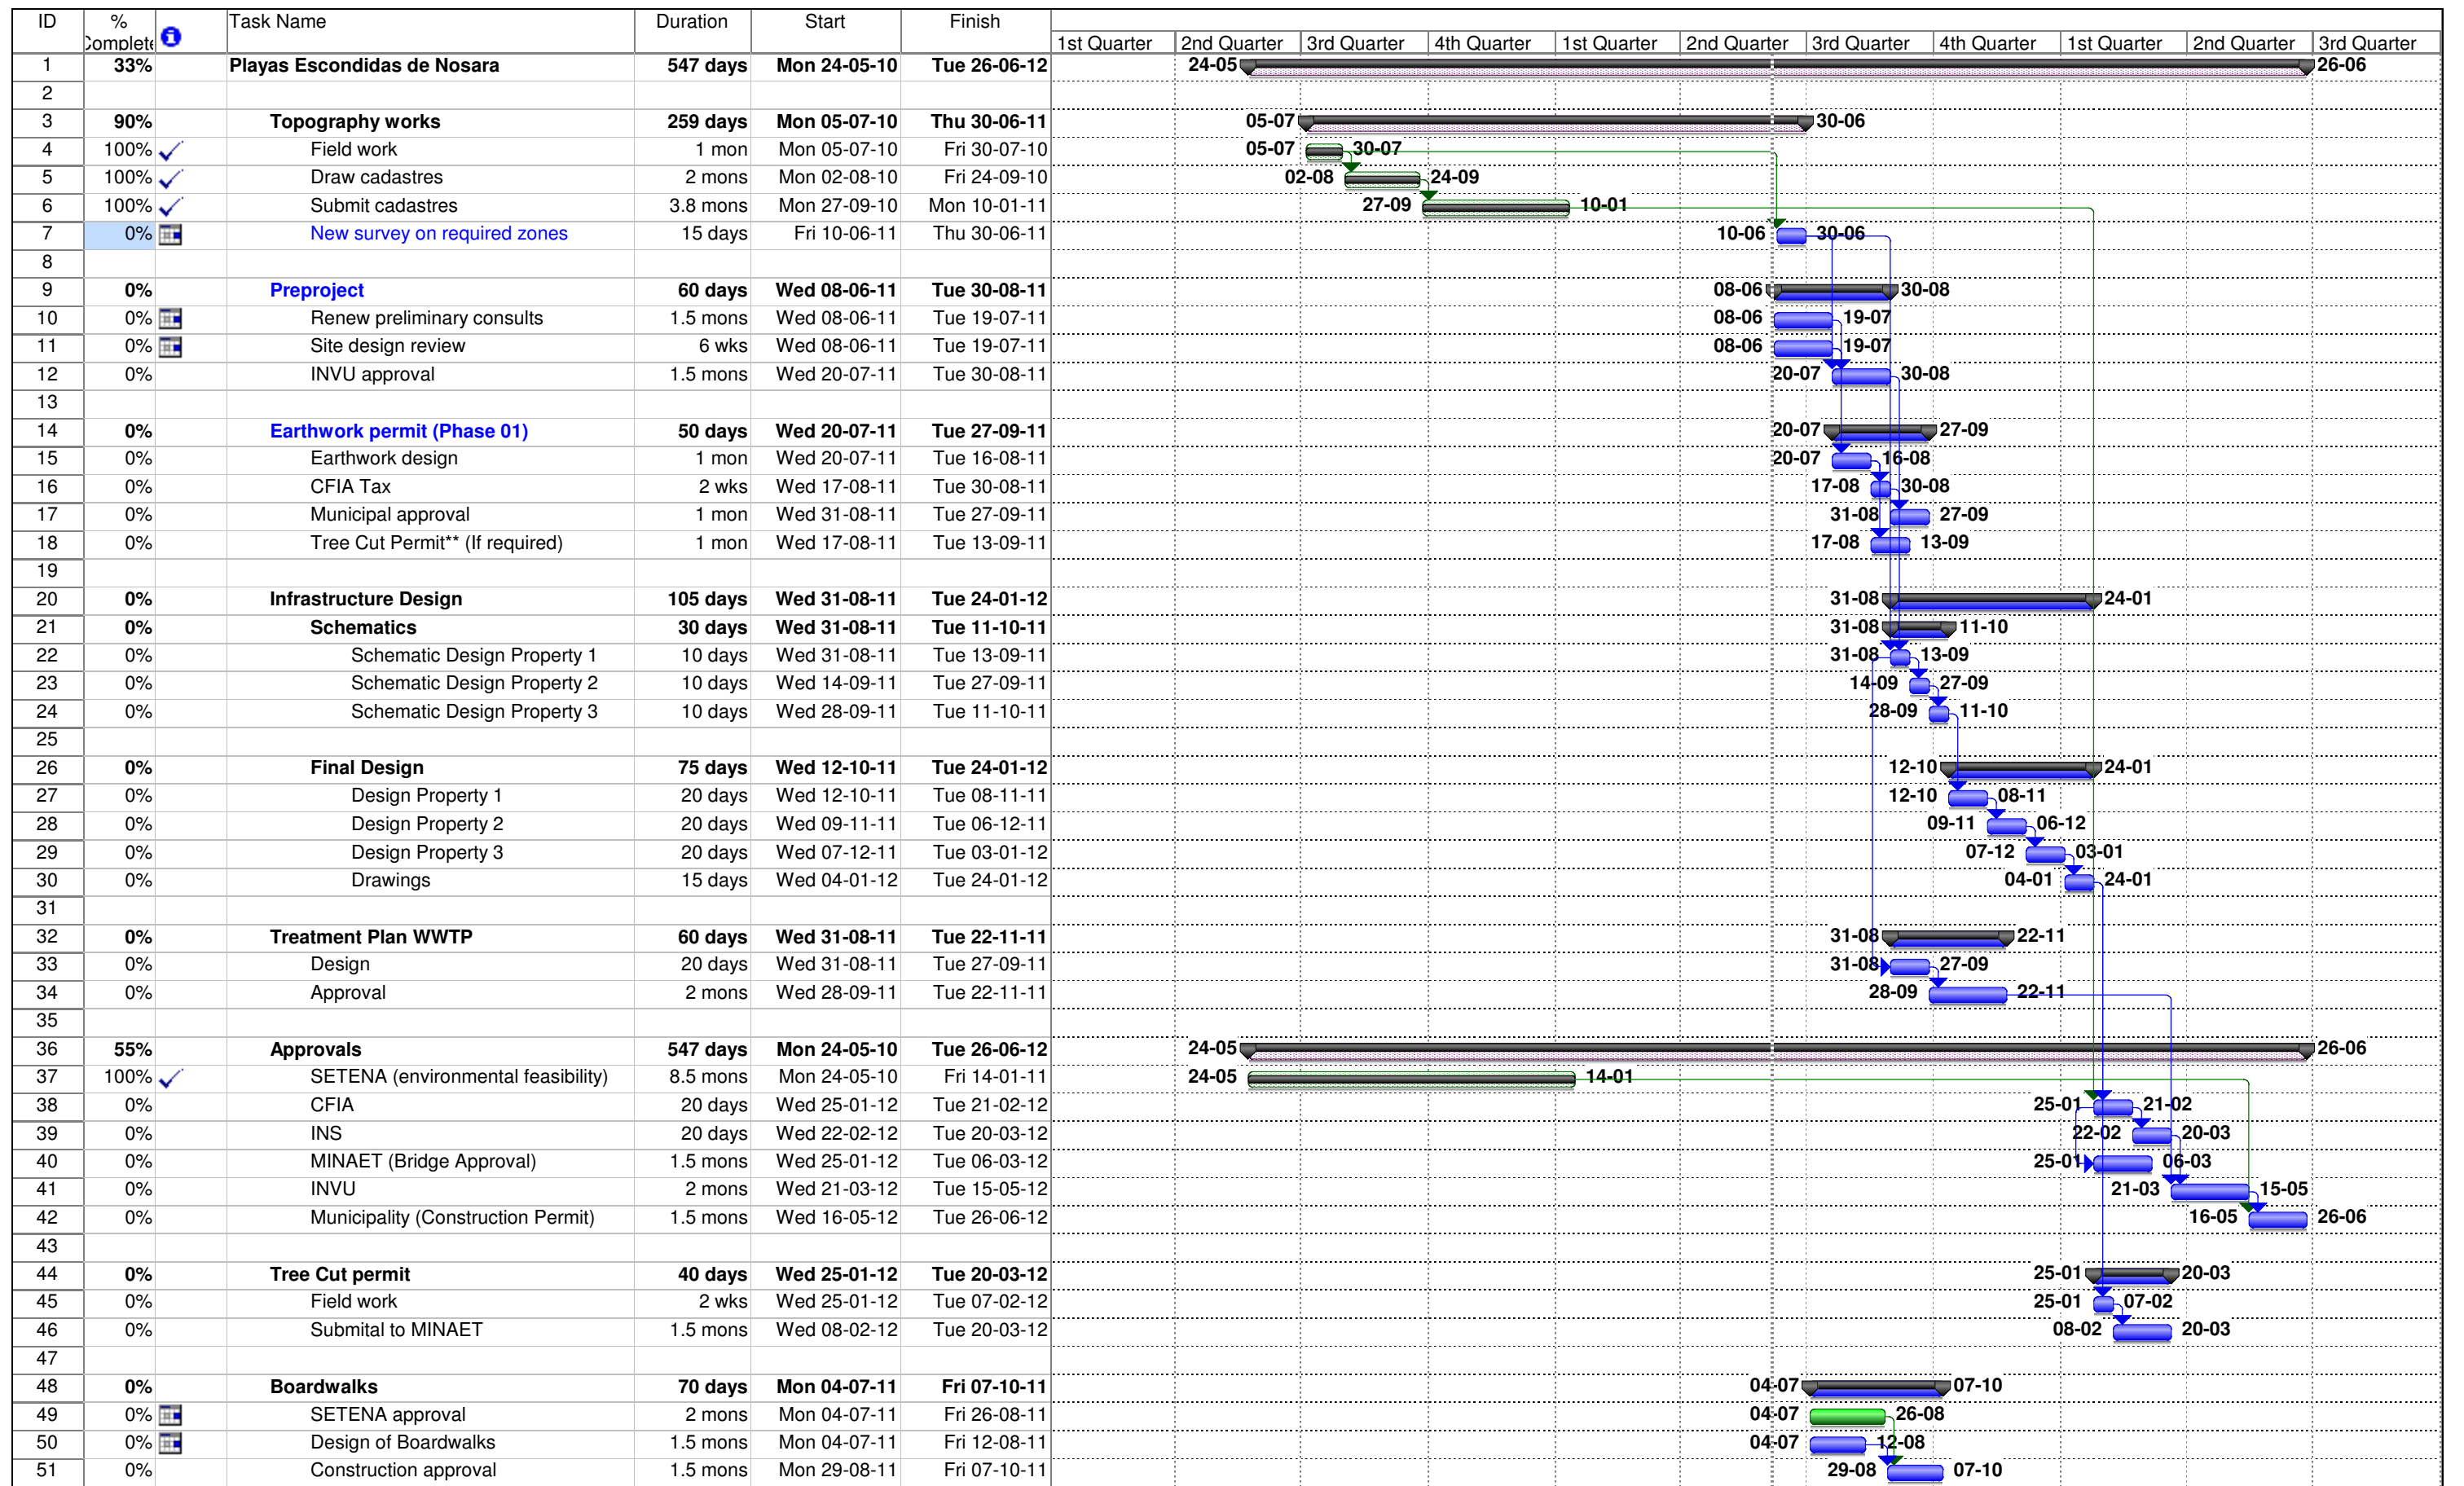 ID % Complete Task Name Duration Start Finish
1st Quarter 2nd Quarter 3rd Quarter 4th Quarter 1st Quarter 2nd Quarter 3rd Quarter 4th Quarter 1st Quarter 2nd Quarter 3rd Quarter
1 33% Playas Escondidas de Nosara 547 days Mon 24-05-10 Tue 26-06-12 24-05 26-06
2
3 90% Topography works 259 days Mon 05-07-10 Thu 30-06-11 05-07 30-06
4 100% Field work 1 mon Mon 05-07-10 Fri 30-07-10 05-07 30-07
5 100% Draw cadastres 2 mons Mon 02-08-10 Fri 24-09-10 02-08 24-09
6 100% Submit cadastres 3.8 mons Mon 27-09-10 Mon 10-01-11 27-09 10-01
7 0% New survey on required zones 15 days Fri 10-06-11 Thu 30-06-11 10-06 30-06
8
9 0% Preproject 60 days Wed 08-06-11 Tue 30-08-11 08-06 30-08
10 0% Renew preliminary consults 1.5 mons Wed 08-06-11 Tue 19-07-11 08-06 19-07
11 0% Site design review 6 wks Wed 08-06-11 Tue 19-07-11 08-06 19-07
12 0% INVU approval 1.5 mons Wed 20-07-11 Tue 30-08-11 20-07 30-08
13
14 0% Earthwork permit (Phase 01) 50 days Wed 20-07-11 Tue 27-09-11 20-07 27-09
15 0% Earthwork design 1 mon Wed 20-07-11 Tue 16-08-11 20-07 16-08
16 0% CFIA Tax 2 wks Wed 17-08-11 Tue 30-08-11 17-08 30-08
17 0% Municipal approval 1 mon Wed 31-08-11 Tue 27-09-11 31-08 27-09
18 0% Tree Cut Permit** (If required) 1 mon Wed 17-08-11 Tue 13-09-11 17-08 13-09
19
20 0% Infrastructure Design 105 days Wed 31-08-11 Tue 24-01-12 31-08 24-01
21 0% Schematics 30 days Wed 31-08-11 Tue 11-10-11 31-08 11-10
22 0% Schematic Design Property 1 10 days Wed 31-08-11 Tue 13-09-11 31-08 13-09
23 0% Schematic Design Property 2 10 days Wed 14-09-11 Tue 27-09-11 14-09 27-09
24 0% Schematic Design Property 3 10 days Wed 28-09-11 Tue 11-10-11 28-09 11-10
25
26 0% Final Design 75 days Wed 12-10-11 Tue 24-01-12 12-10 24-01
27 0% Design Property 1 20 days Wed 12-10-11 Tue 08-11-11 12-10 08-11
28 0% Design Property 2 20 days Wed 09-11-11 Tue 06-12-11 09-11 06-12
29 0% Design Property 3 20 days Wed 07-12-11 Tue 03-01-12 07-12 03-01
30 0% Drawings 15 days Wed 04-01-12 Tue 24-01-12 04-01 24-01
31
32 0% Treatment Plan WWTP 60 days Wed 31-08-11 Tue 22-11-11 31-08 22-11
33 0% Design 20 days Wed 31-08-11 Tue 27-09-11 31-08 27-09
34 0% Approval 2 mons Wed 28-09-11 Tue 22-11-11 28-09 22-11
35
36 55% Approvals 547 days Mon 24-05-10 Tue 26-06-12 24-05 26-06
37 100% SETENA (environmental feasibility) 8.5 mons Mon 24-05-10 Fri 14-01-11 24-05 14-01
38 0% CFIA 20 days Wed 25-01-12 Tue 21-02-12 25-01 21-02
39 0% INS 20 days Wed 22-02-12 Tue 20-03-12 22-02 20-03
40 0% MINAET (Bridge Approval) 1.5 mons Wed 25-01-12 Tue 06-03-12 25-01 06-03
41 0% INVU 2 mons Wed 21-03-12 Tue 15-05-12 21-03 15-05
42 0% Municipality (Construction Permit) 1.5 mons Wed 16-05-12 Tue 26-06-12 16-05 26-06
43
44 0% Tree Cut permit 40 days Wed 25-01-12 Tue 20-03-12 25-01 20-03
45 0% Field work 2 wks Wed 25-01-12 Tue 07-02-12 25-01 07-02
46 0% Submital to MINAET 1.5 mons Wed 08-02-12 Tue 20-03-12 08-02 20-03
47
48 0% Boardwalks 70 days Mon 04-07-11 Fri 07-10-11 04-07 07-10
49 0% SETENA approval 2 mons Mon 04-07-11 Fri 26-08-11 04-07 26-08
50 0% Design of Boardwalks 1.5 mons Mon 04-07-11 Fri 12-08-11 04-07 12-08
51 0% Construction approval 1.5 mons Mon 29-08-11 Fri 07-10-11 29-08 07-10